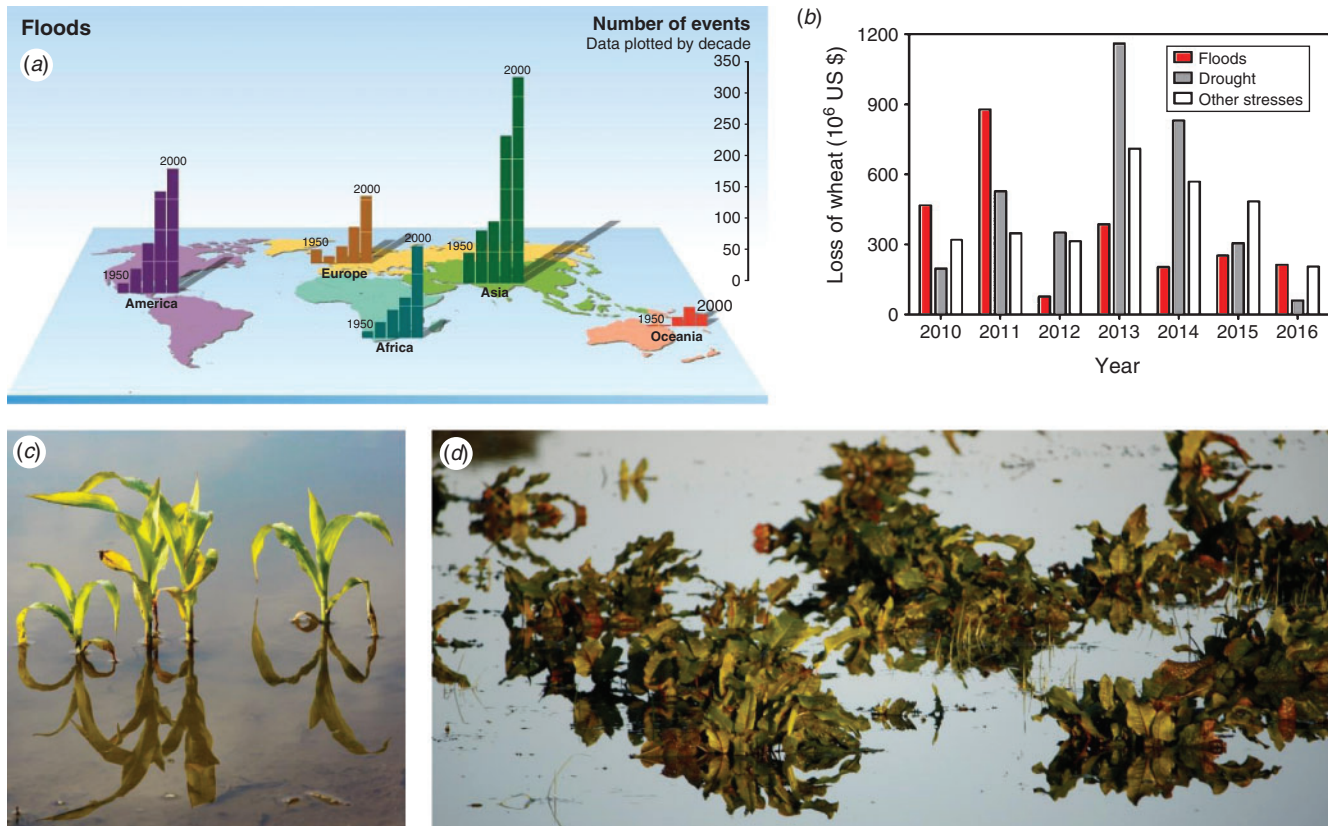 Floods
(a)
Number of events
Data plotted by decade
350
300
250
200
150
100
50
0
1950
2000
America
1950
2000
Europe
1950
2000
Africa
1950
2000
Asia
1950
2000
Oceania
(b)
Loss of wheat (10⁶ US $)
1200
900
600
300
0
Floods
Drought
Other stresses
2010 2011 2012 2013 2014 2015 2016
Year
(c)
(d)